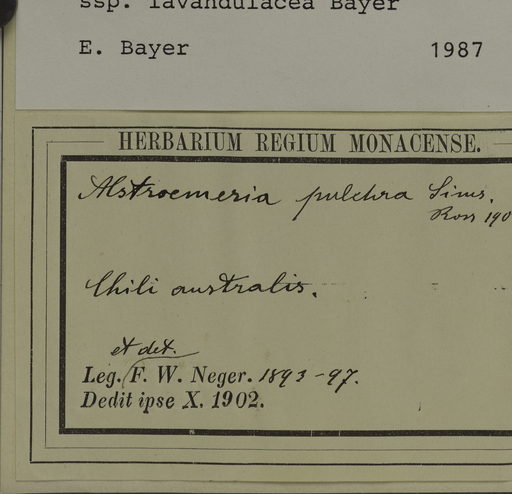 ssp. lavandulacea Bayer
E. Bayer 1987
HERBARIUM REGIUM MONACENSE.
Alstroemeria pulchra Sims.
Ross 190
Chili australis.
et det.
Leg. F. W. Neger. 1893-97.
Dedit ipse X. 1902.